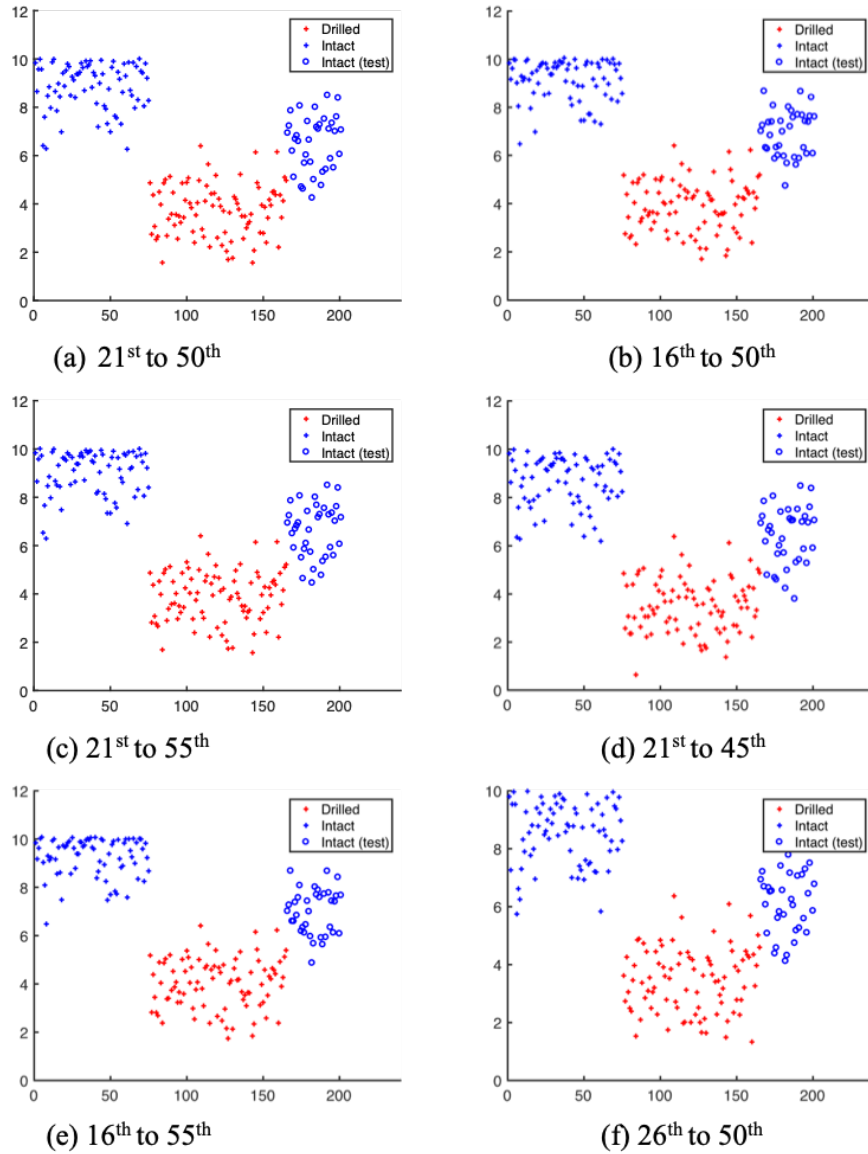 Drilled
Intact
Intact (test)
12
10
8
6
4
2
0
0 50 100 150 200
(a) 21st to 50th
Drilled
Intact
Intact (test)
12
10
8
6
4
2
0
0 50 100 150 200
(b) 16th to 50th
Drilled
Intact
Intact (test)
12
10
8
6
4
2
0
0 50 100 150 200
(c) 21st to 55th
Drilled
Intact
Intact (test)
12
10
8
6
4
2
0
0 50 100 150 200
(d) 21st to 45th
Drilled
Intact
Intact (test)
12
10
8
6
4
2
0
0 50 100 150 200
(e) 16th to 55th
Drilled
Intact
Intact (test)
10
8
6
4
2
0
0 50 100 150 200
(f) 26th to 50th